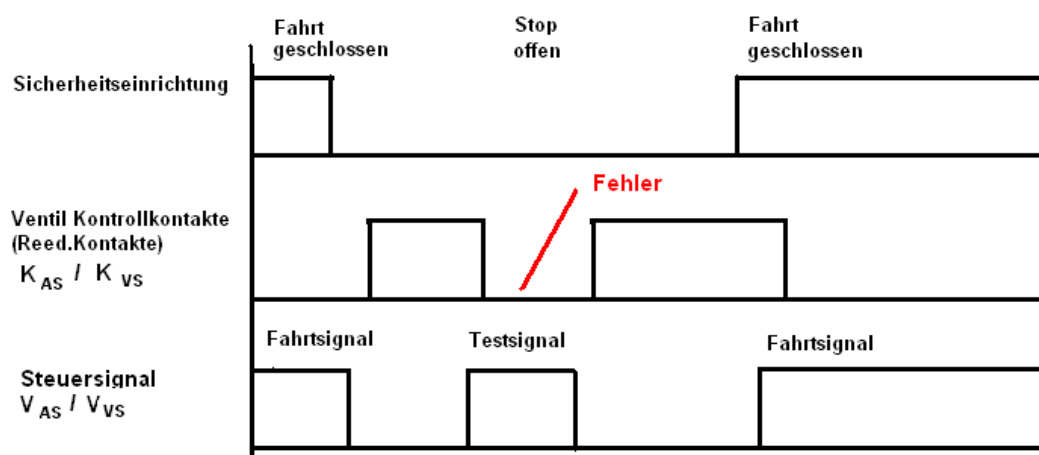 Fahrt
geschlossen
Stop
offen
Fahrt
geschlossen
Sicherheitseinrichtung
Fehler
Ventil Kontrollkontakte
(Reed.Kontakte)
K AS / K VS
Fahrtsignal
Testsignal
Fahrtsignal
Steuersignal
V AS / V VS